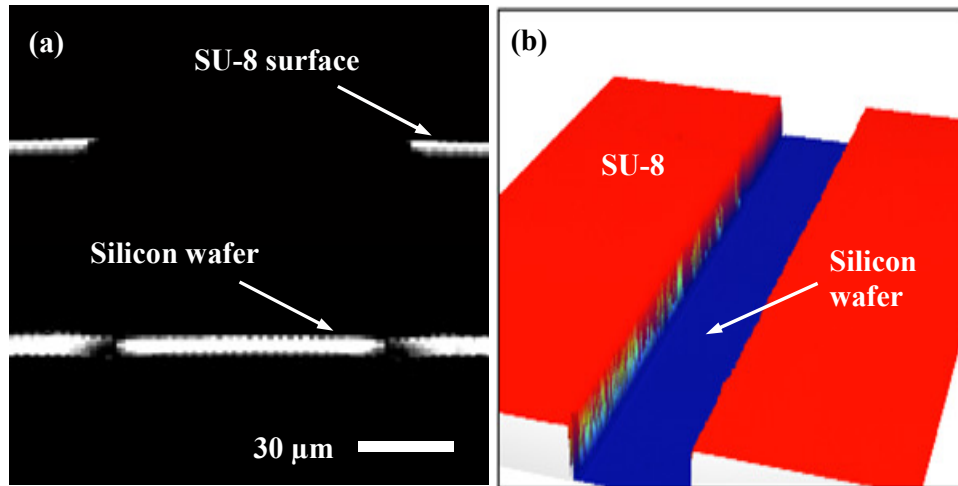 (a)
SU-8 surface
Silicon wafer
30 µm
(b)
SU-8
Silicon
wafer